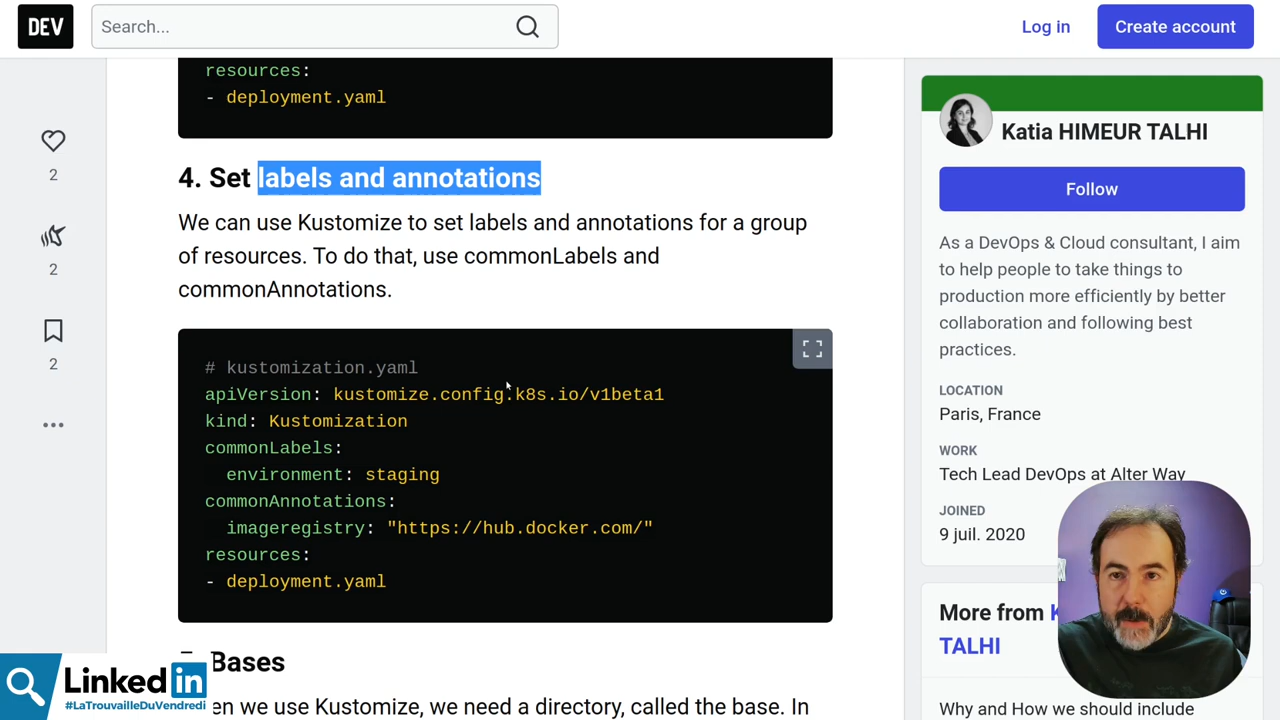 DEV
Search...
Log in
Create account
resources:
- deployment.yaml
4. Set labels and annotations
We can use Kustomize to set labels and annotations for a group
of resources. To do that, use commonLabels and
commonAnnotations.
# kustomization.yaml
apiVersion: kustomize.config.k8s.io/v1beta1
kind: Kustomization
commonLabels:
environment: staging
commonAnnotations:
imageregistry: "https://hub.docker.com/"
resources:
- deployment.yaml
Bases
we use Kustomize, we need a directory, called the base. In
2
2
2
Katia HIMEUR TALHI
Follow
As a DevOps & Cloud consultant, I aim
to help people to take things to
production more efficiently by better
collaboration and following best
practices.
LOCATION
Paris, France
WORK
Tech Lead DevOps at Alter Way
JOINED
9 juil. 2020
More from
TALHI
Why and How we should include
Linked in
#LaTrouvailleDuVendredi